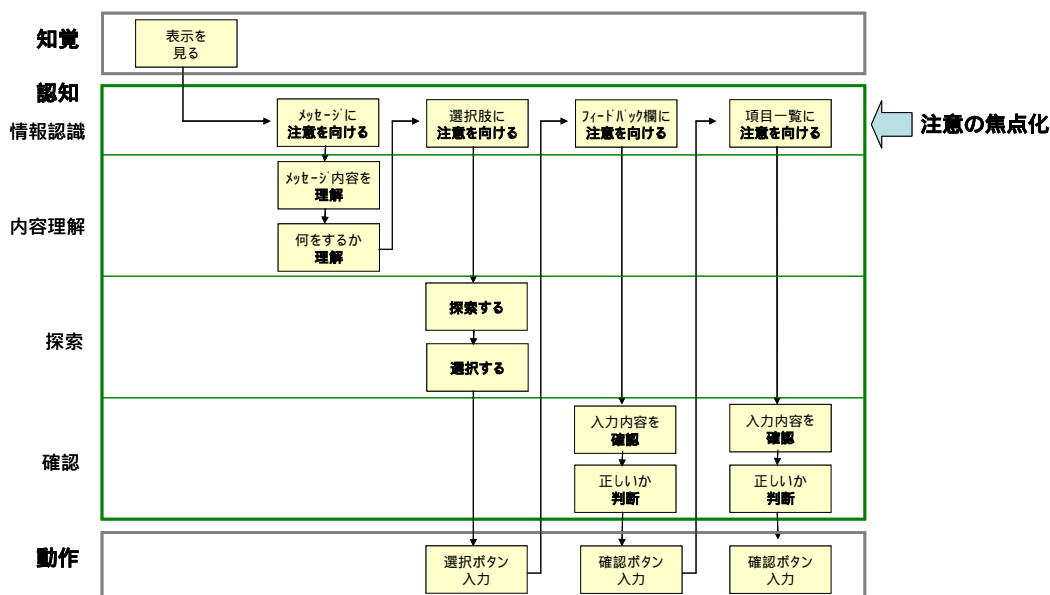 知覚
表示を
見る
認知
情報認識
ﾒｯｾｰｼﾞに
注意を向ける
選択肢に
注意を向ける
ﾌｨｰﾄﾞﾊﾞｯｸ欄に
注意を向ける
項目一覧に
注意を向ける
注意の焦点化
内容理解
ﾒｯｾｰｼﾞ内容を
理解
何をするか
理解
探索
探索する
選択する
確認
入力内容を
確認
入力内容を
確認
正しいか
判断
正しいか
判断
動作
選択ボタン
入力
確認ボタン
入力
確認ボタン
入力